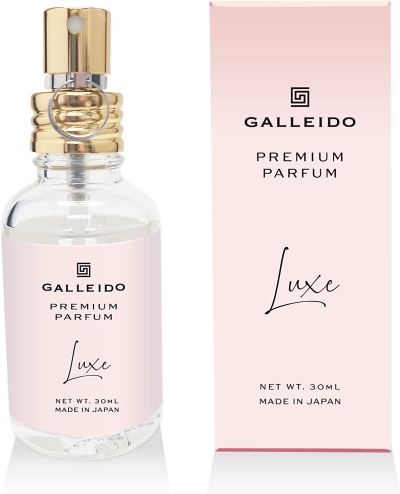 GALLEIDO
PREMIUM
PARFUM
Luxe
NET WT. 30ML
MADE IN JAPAN
GALLEIDO
PREMIUM
PARFUM
Luxe
NET WT. 30ML
MADE IN JAPAN